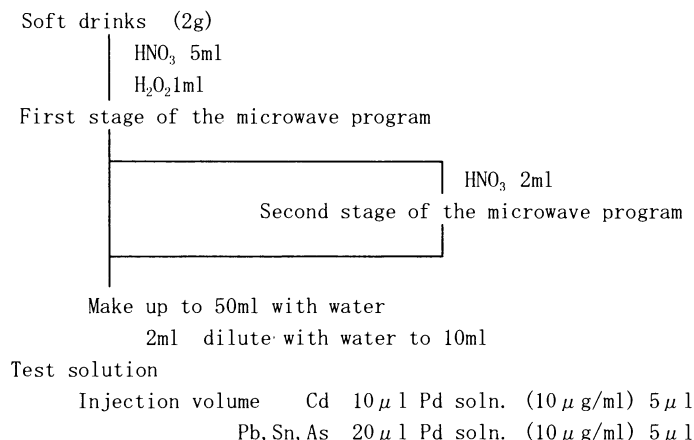 Soft drinks (2g)
HNO₃ 5ml
H₂O₂1ml
First stage of the microwave program
HNO₃ 2ml
Second stage of the microwave program
Make up to 50ml with water
2ml dilute with water to 10ml
Test solution
Injection volume Cd 10μl Pd soln. (10μg/ml) 5μl
Pb, Sn, As 20μl Pd soln. (10μg/ml) 5μl